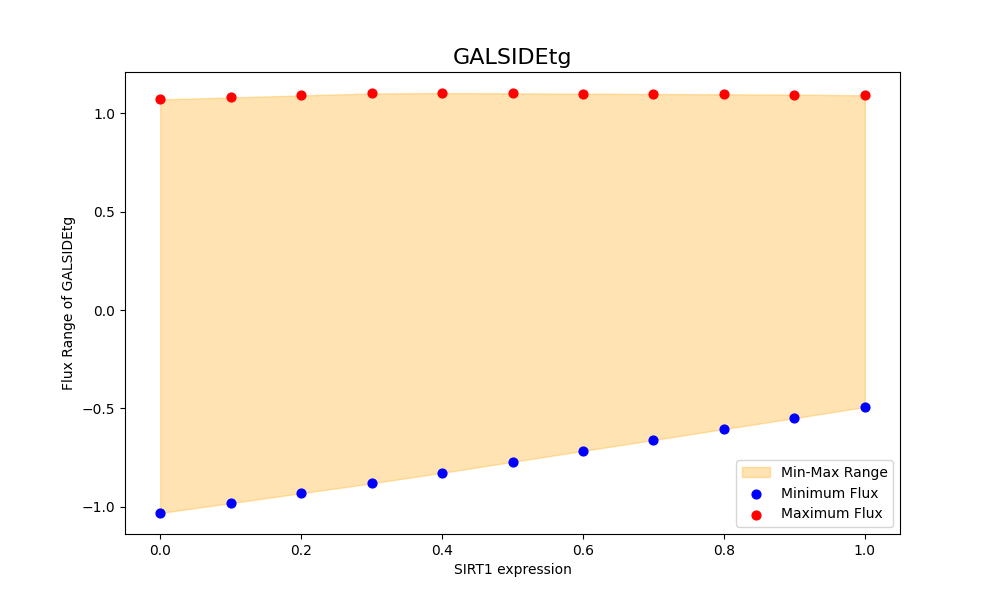 GALSIDEtg
Flux Range of GALSIDEtg
1.0
0.5
0.0
−0.5
−1.0
0.0 0.2 0.4 0.6 0.8 1.0
SIRT1 expression
Min-Max Range
Minimum Flux
Maximum Flux